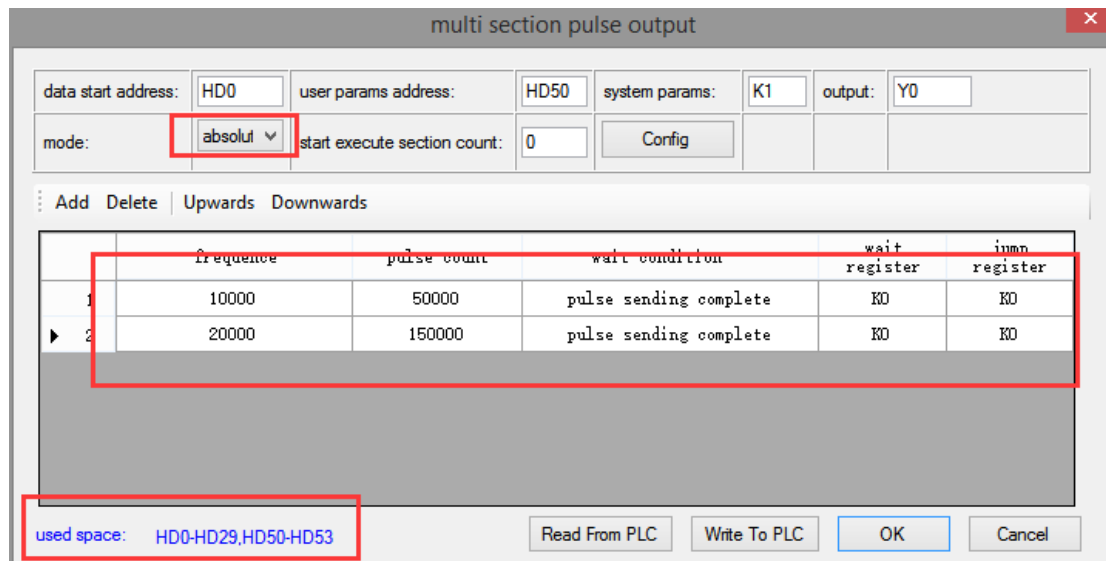 multi section pulse output
data start address: HD0 user params address: HD50 system params: K1 output: Y0
mode: absolut start execute section count: 0 Config
Add Delete Upwards Downwards
frequence pulse count wait condition wait register jump register
1 10000 50000 pulse sending complete K0 K0
2 20000 150000 pulse sending complete K0 K0
used space: HD0-HD29,HD50-HD53 Read From PLC Write To PLC OK Cancel